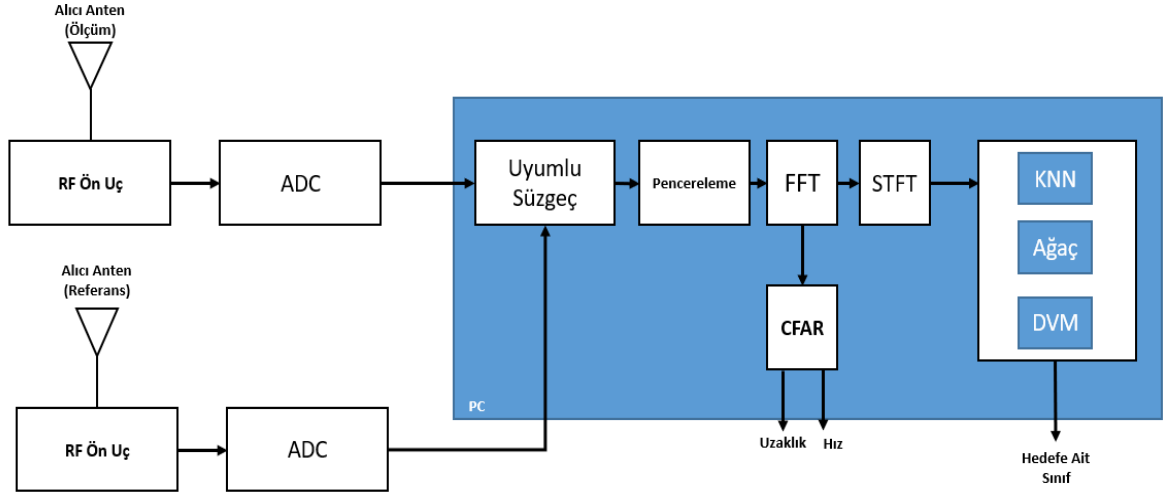 Alıcı Anten
(Ölçüm)
RF Ön Uç
ADC
Uyumlu
Süzgeç
Pencereleme
FFT
STFT
KNN
Ağaç
DVM
CFAR
PC
Uzaklık
Hız
Hedefe Ait
Sınıf
Alıcı Anten
(Referans)
RF Ön Uç
ADC